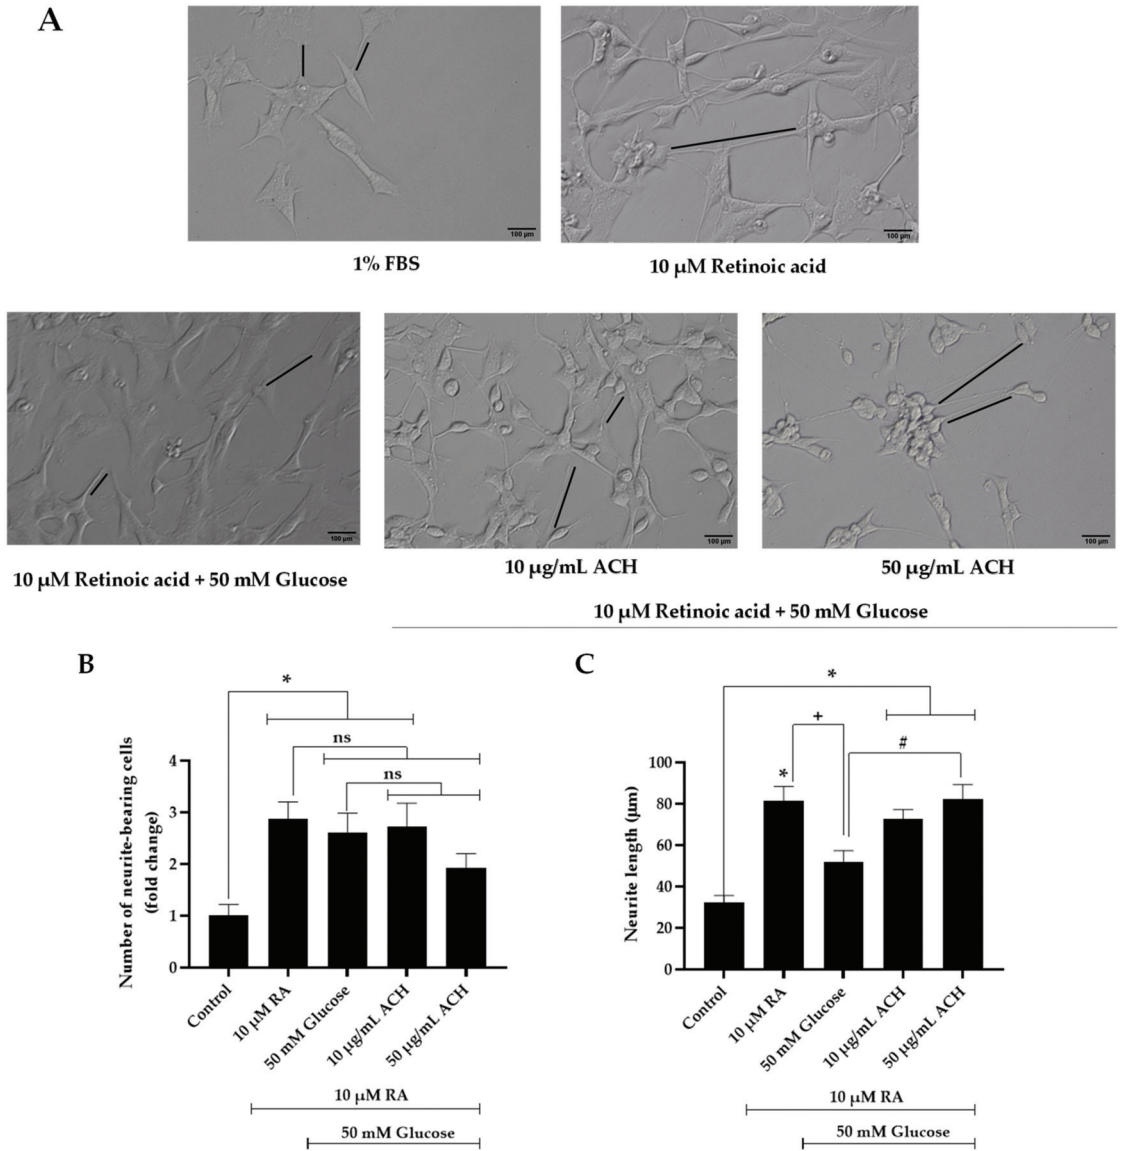 A
100 µm
100 µm
1% FBS
10 µM Retinoic acid
100 µm
100 µm
100 µm
10 µM Retinoic acid + 50 mM Glucose
10 µg/mL ACH
50 µg/mL ACH
10 µM Retinoic acid + 50 mM Glucose
B
*
ns
ns
Number of neurite-bearing cells
(fold change)
4
3
2
1
0
Control
10 µM RA
50 mM Glucose
10 µg/mL ACH
50 µg/mL ACH
10 µM RA
50 mM Glucose
C
*
+
#
*
Neurite length (µm)
100
80
60
40
20
0
Control
10 µM RA
50 mM Glucose
10 µg/mL ACH
50 µg/mL ACH
10 µM RA
50 mM Glucose